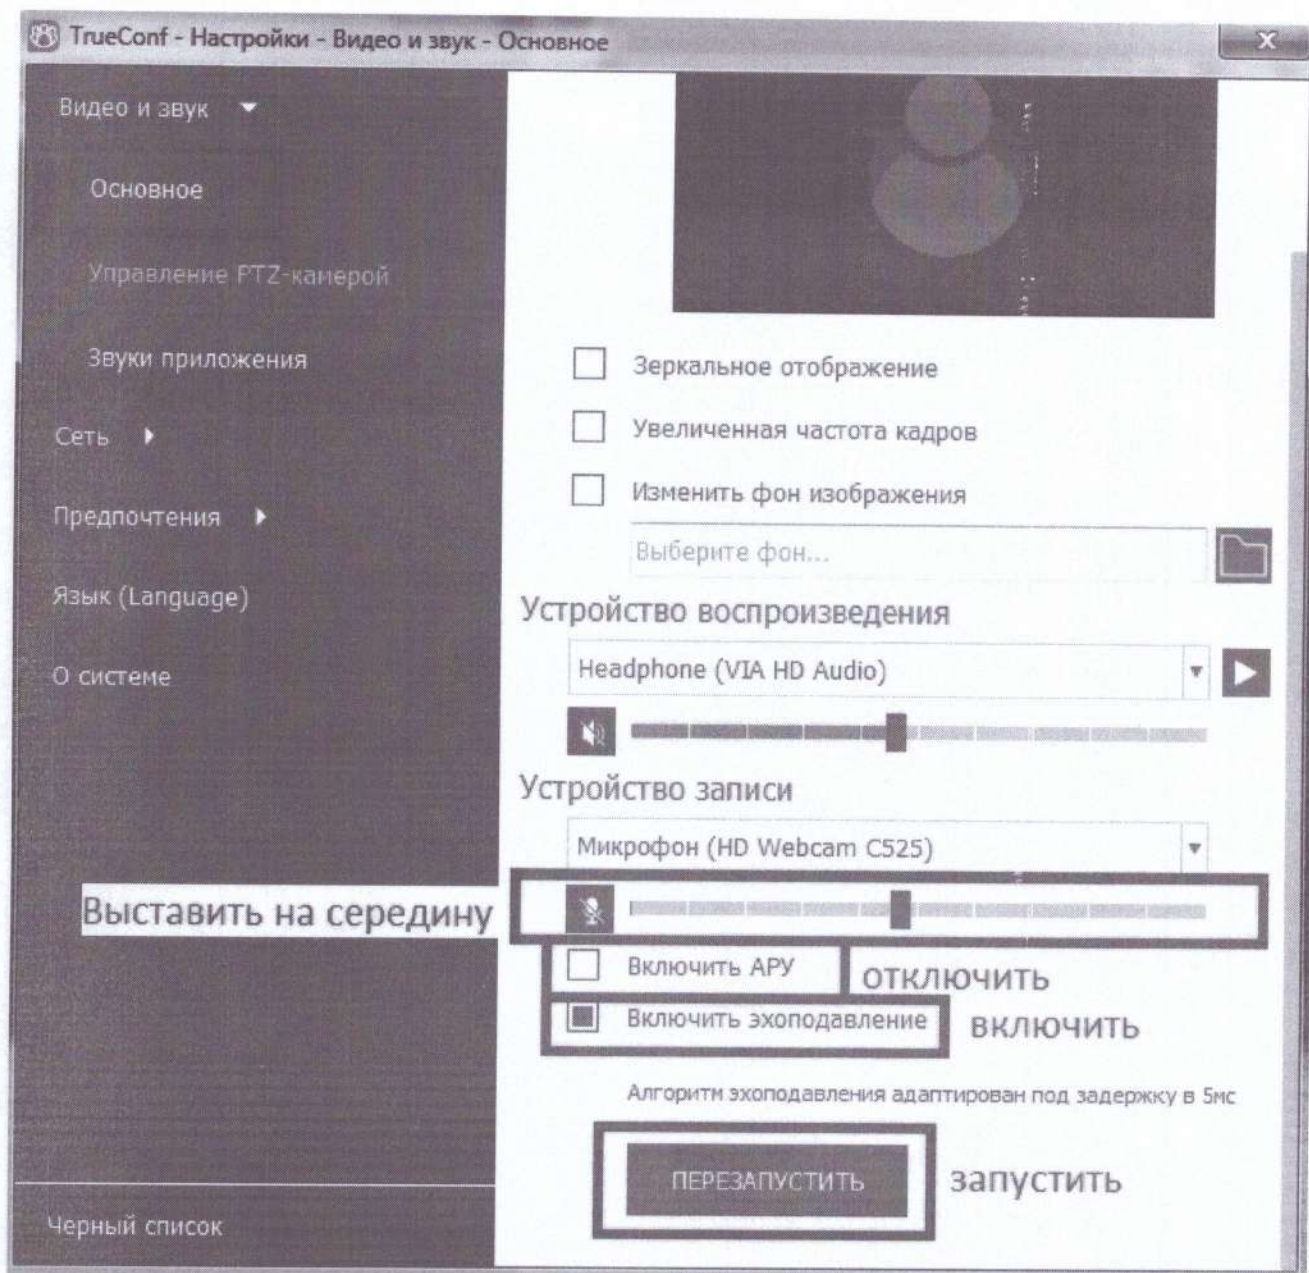 TrueConf - Настройки - Видео и звук - Основное
Видео и звук
Основное
Управление PTZ-камерой
Звуки приложения
Сеть
Предпочтения
Язык (Language)
О системе
Черный список
Зеркальное отображение
Увеличенная частота кадров
Изменить фон изображения
Выберите фон...
Устройство воспроизведения
Headphone (VIA HD Audio)
Устройство записи
Микрофон (HD Webcam C525)
Выставить на середину
Включить АРУ отключить
Включить эхоподавление включить
Алгоритм эхоподавления адаптирован под задержку в 5мс
ПЕРЕЗАПУСТИТЬ запустить